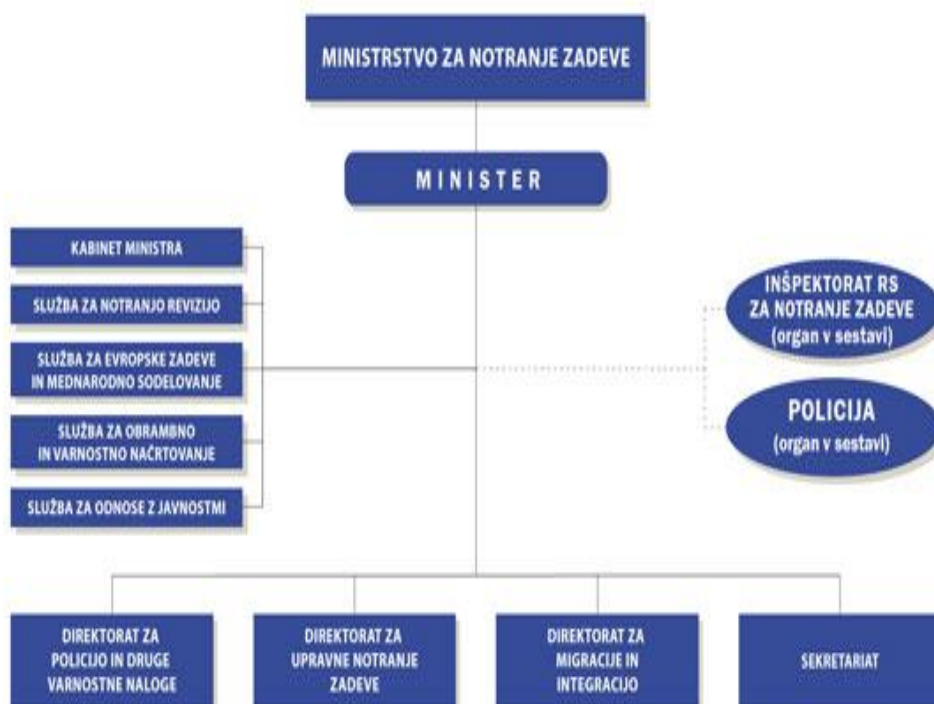 MINISTRSTVO ZA NOTRANJE ZADEVE
MINISTER
KABINET MINISTRA
SLUŽBA ZA NOTRANJO REVIZIJO
SLUŽBA ZA EVROPSKE ZADEVE
IN MEDNARODNO SODELOVANJE
SLUŽBA ZA OBRAMBNO
IN VARNOSTNO NAČRTOVANJE
SLUŽBA ZA ODNOSE Z JAVNOSTMI
INŠPEKTORAT RS
ZA NOTRANJE ZADEVE
(organ v sestavi)
POLICIJA
(organ v sestavi)
DIREKTORAT ZA
POLICIJO IN DRUGE
VARNOSTNE NALOGE
DIREKTORAT ZA
UPRAVNE NOTRANJE
ZADEVE
DIREKTORAT ZA
MIGRACIJE IN
INTEGRACIJO
SEKRETARIAT